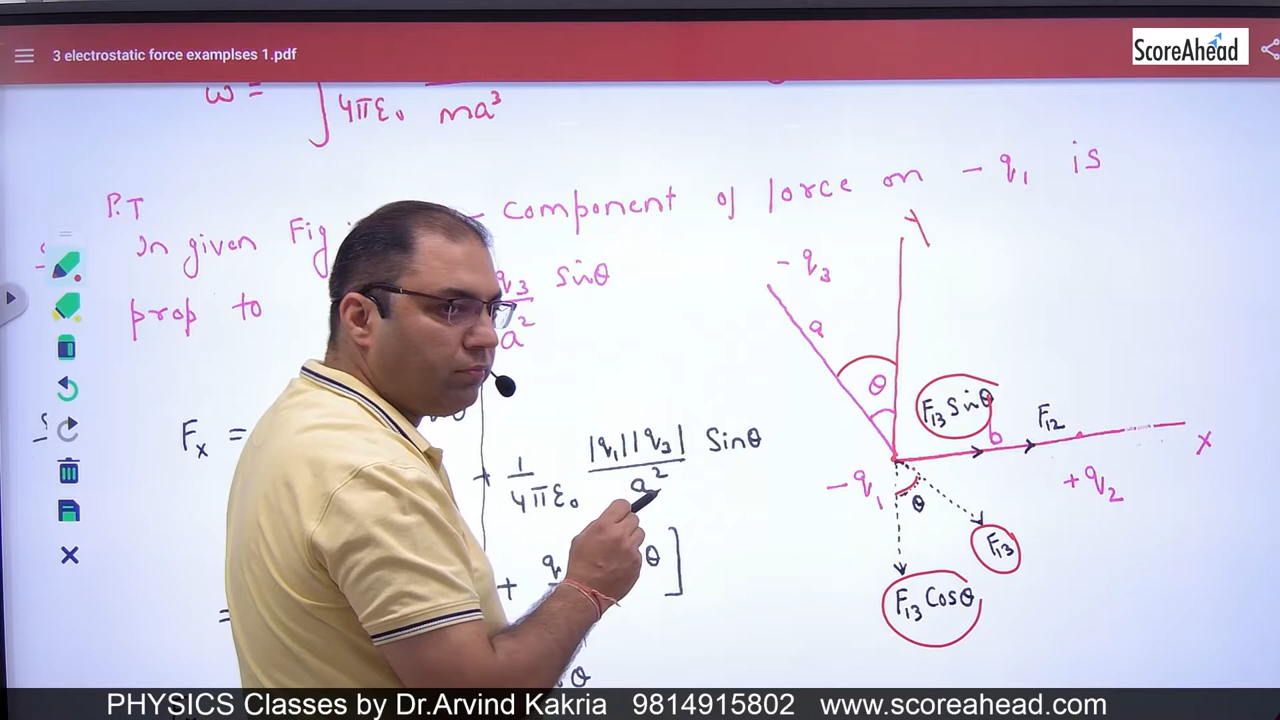 3 electrostatic force examplses 1.pdf
ScoreAhead
ω =
4πε₀ ma³
P.T
In given Fig component of force on - q₁ is
prop to q₃ sinθ
a²
Fₓ =
+ 1 |q₁||q₃| Sinθ
4πε₀ a²
+ q θ ]
=
θ
Y
- q₃
a
θ
F₁₃ Sinθ
b
F₁₂
X
- q₁
+ q₂
θ
F₁₃
F₁₃ Cosθ
PHYSICS Classes by Dr.Arvind Kakria 9814915802 www.scoreahead.com